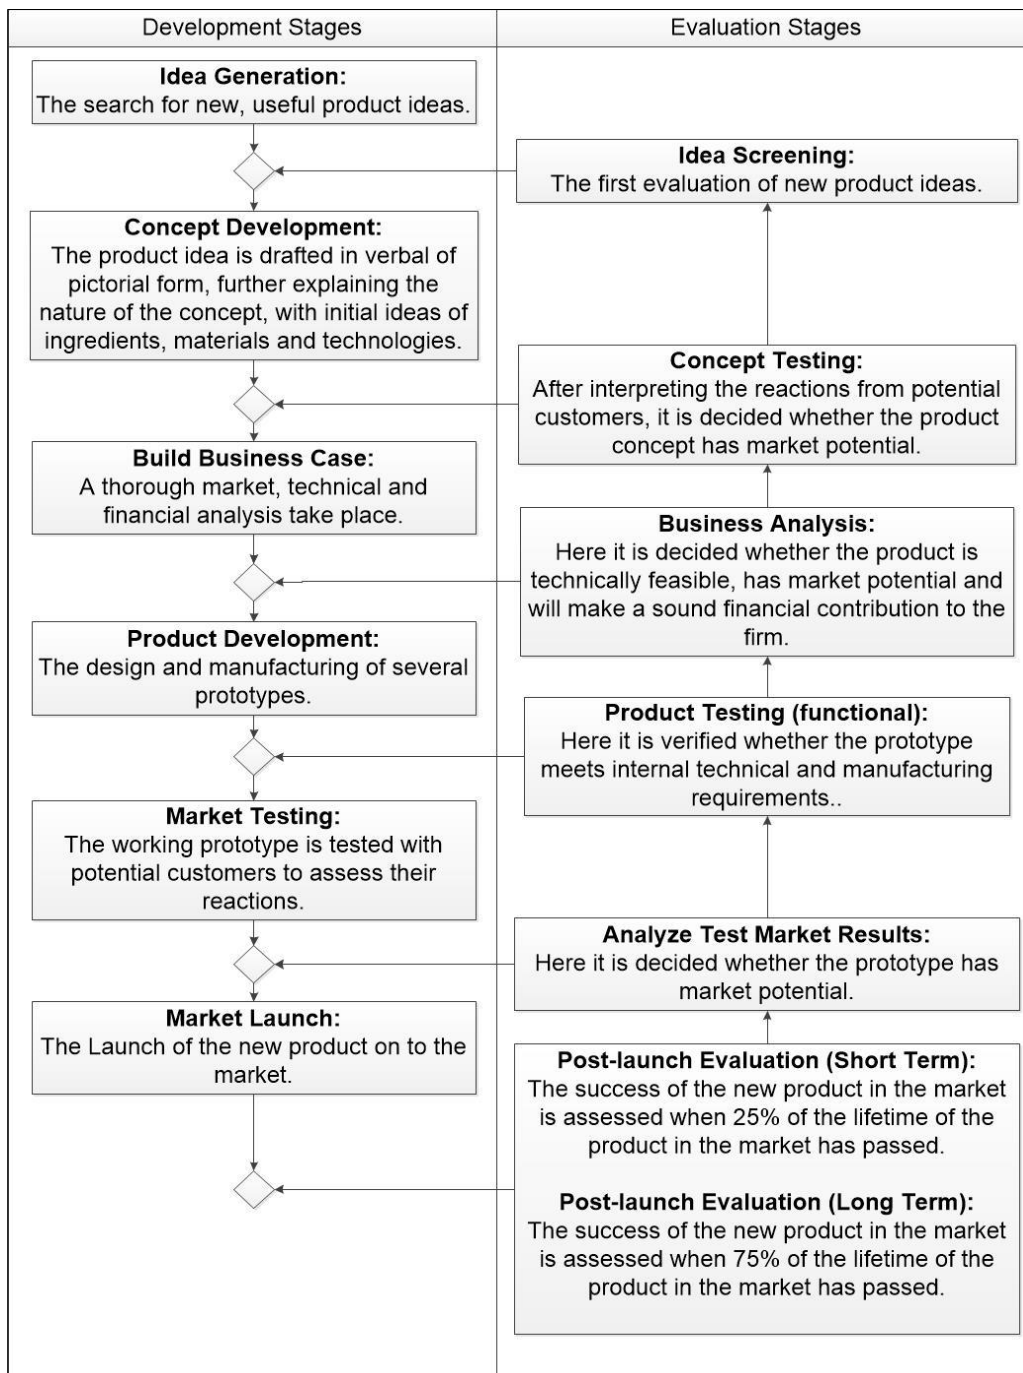 Development Stages
Evaluation Stages
Idea Generation:
The search for new, useful product ideas.
Idea Screening:
The first evaluation of new product ideas.
Concept Development:
The product idea is drafted in verbal of
pictorial form, further explaining the
nature of the concept, with initial ideas of
ingredients, materials and technologies.
Concept Testing:
After interpreting the reactions from potential
customers, it is decided whether the product
concept has market potential.
Build Business Case:
A thorough market, technical and
financial analysis take place.
Business Analysis:
Here it is decided whether the product is
technically feasible, has market potential and
will make a sound financial contribution to the
firm.
Product Development:
The design and manufacturing of several
prototypes.
Product Testing (functional):
Here it is verified whether the prototype
meets internal technical and manufacturing
requirements..
Market Testing:
The working prototype is tested with
potential customers to assess their
reactions.
Analyze Test Market Results:
Here it is decided whether the prototype has
market potential.
Market Launch:
The Launch of the new product on to the
market.
Post-launch Evaluation (Short Term):
The success of the new product in the market
is assessed when 25% of the lifetime of the
product in the market has passed.
Post-launch Evaluation (Long Term):
The success of the new product in the market
is assessed when 75% of the lifetime of the
product in the market has passed.